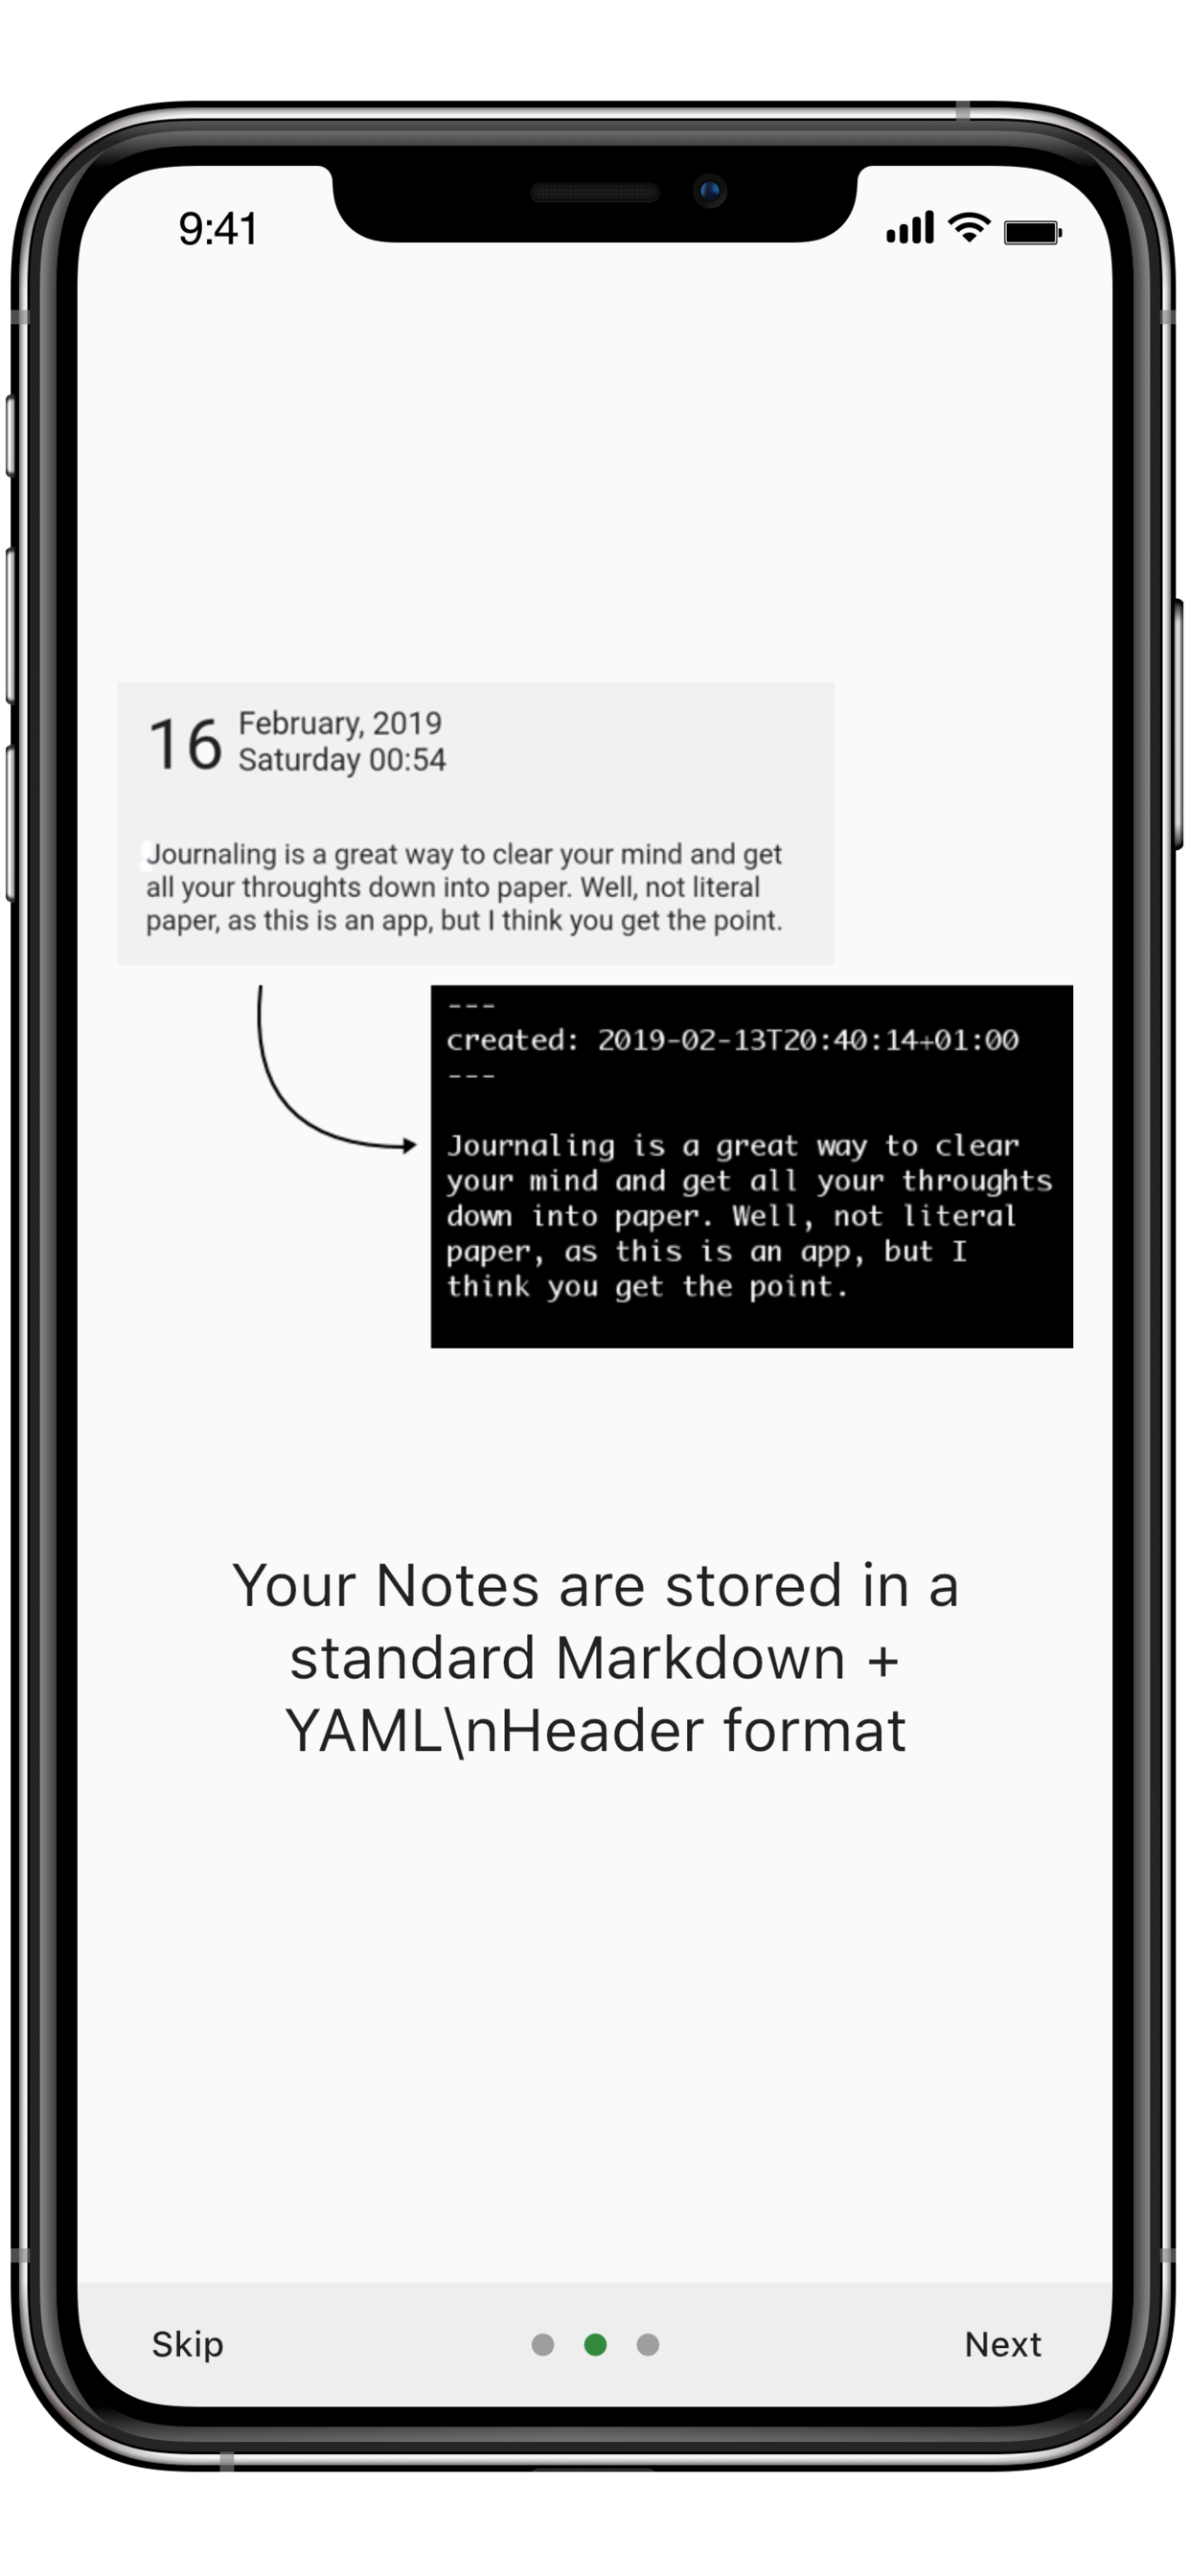 9:41
16
February, 2019
Saturday 00:54
Journaling is a great way to clear your mind and get
all your throughts down into paper. Well, not literal
paper, as this is an app, but I think you get the point.
---
created: 2019-02-13T20:40:14+01:00
---
Journaling is a great way to clear
your mind and get all your throughts
down into paper. Well, not literal
paper, as this is an app, but I
think you get the point.
Your Notes are stored in a
standard Markdown +
YAML\nHeader format
Skip
Next